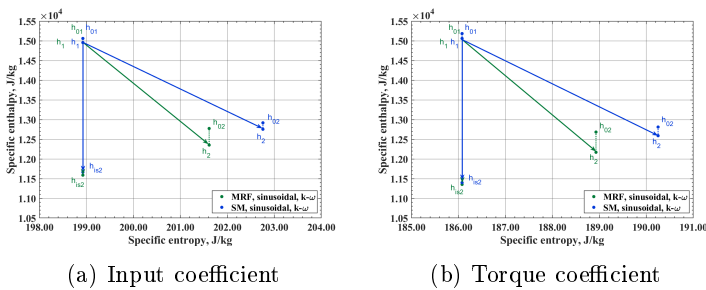 ×10⁴
1.55
1.50
1.45
1.40
1.35
1.30
1.25
1.20
1.15
1.10
1.05
198.00 199.00 200.00 201.00 202.00 203.00 204.00
Specific enthalpy, J/kg
Specific entropy, J/kg
h01 h01
h1 h1
h02
h02
h2
h2
his2
his2
MRF, sinusoidal, k-ω
SM, sinusoidal, k-ω
(a) Input coefficient
×10⁴
1.55
1.50
1.45
1.40
1.35
1.30
1.25
1.20
1.15
1.10
1.05
185.00 186.00 187.00 188.00 189.00 190.00 191.00
Specific enthalpy, J/kg
Specific entropy, J/kg
h01
h01
h1 h1
h02
h02
h2
h2
his2
his2
MRF, sinusoidal, k-ω
SM, sinusoidal, k-ω
(b) Torque coefficient